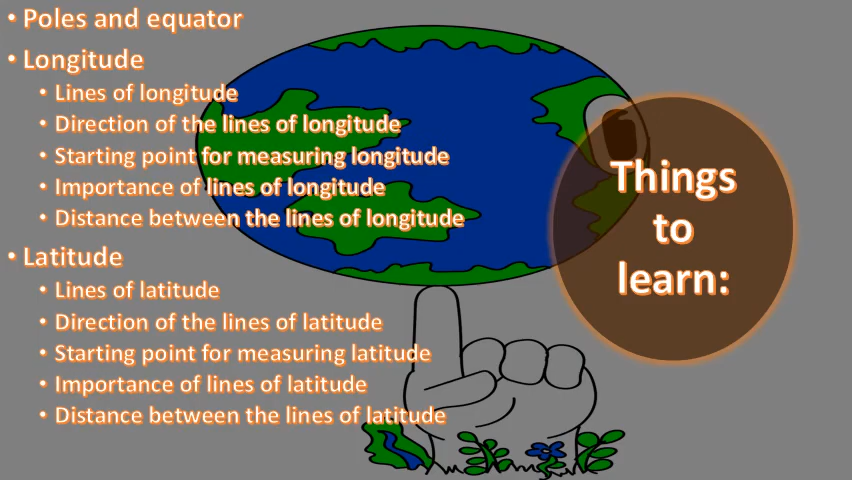 • Poles and equator
• Longitude
• Lines of longitude
• Direction of the lines of longitude
• Starting point for measuring longitude
• Importance of lines of longitude
• Distance between the lines of longitude
• Latitude
• Lines of latitude
• Direction of the lines of latitude
• Starting point for measuring latitude
• Importance of lines of latitude
• Distance between the lines of latitude
Things
to
learn: